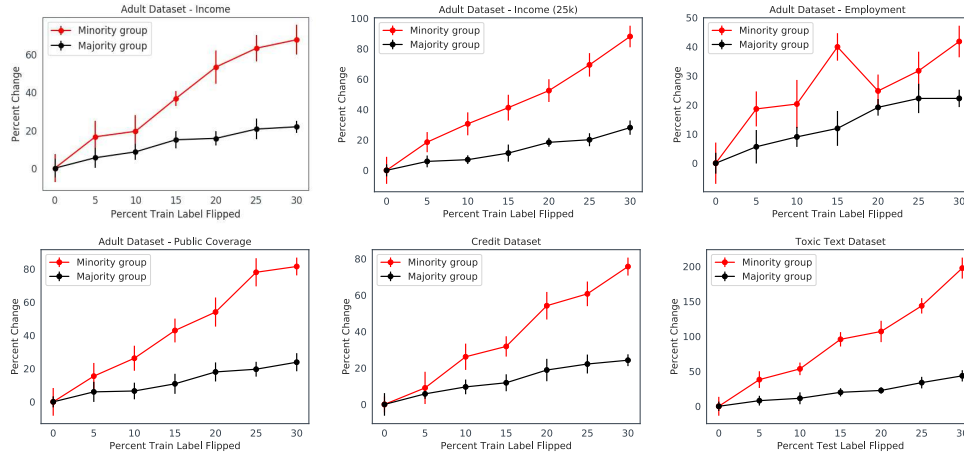 Adult Dataset - Income
Minority group
Majority group
Percent Change
60
40
20
0
0 5 10 15 20 25 30
Percent Train Label Flipped
Adult Dataset - Income (25k)
Minority group
Majority group
Percent Change
100
80
60
40
20
0
0 5 10 15 20 25 30
Percent Train Label Flipped
Adult Dataset - Employment
Minority group
Majority group
Percent Change
50
40
30
20
10
0
0 5 10 15 20 25 30
Percent Train Label Flipped
Adult Dataset - Public Coverage
Minority group
Majority group
Percent Change
80
60
40
20
0
0 5 10 15 20 25 30
Percent Train Label Flipped
Credit Dataset
Minority group
Majority group
Percent Change
80
60
40
20
0
0 5 10 15 20 25 30
Percent Train Label Flipped
Toxic Text Dataset
Minority group
Majority group
Percent Change
200
150
100
50
0
0 5 10 15 20 25 30
Percent Test Label Flipped